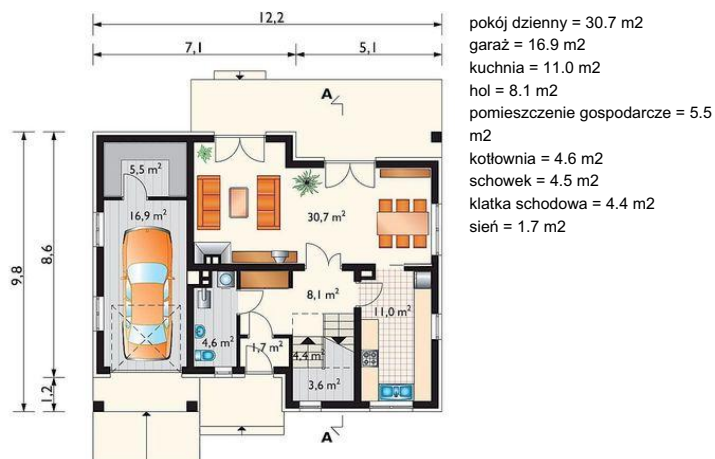 12,2
7,1 5,1
A
5,5 m²
16,9 m²
30,7 m²
9,8
8,6
8,1 m²
11,0 m²
4,6 m²
1,7 m²
4,4 m²
3,6 m²
1,2
A
pokój dzienny = 30.7 m2
garaż = 16.9 m2
kuchnia = 11.0 m2
hol = 8.1 m2
pomieszczenie gospodarcze = 5.5
m2
kotłownia = 4.6 m2
schowek = 4.5 m2
klatka schodowa = 4.4 m2
sień = 1.7 m2